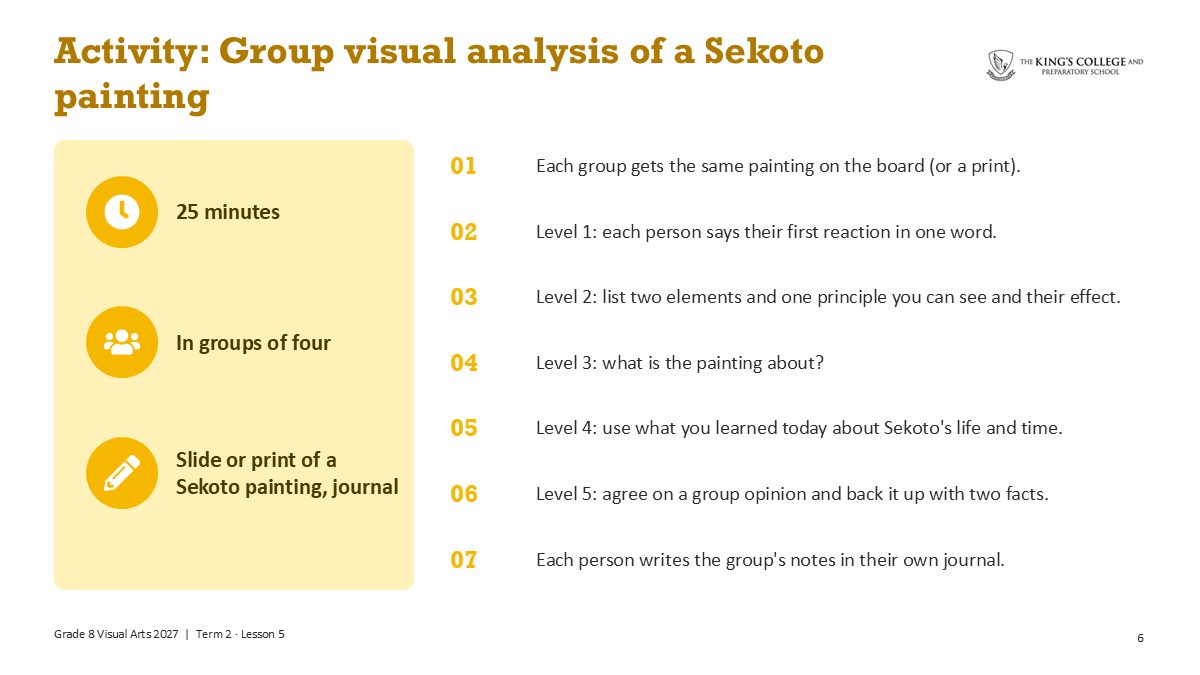 Activity: Group visual analysis of a Sekoto
painting
THE KING'S COLLEGE AND
PREPARATORY SCHOOL
25 minutes
In groups of four
Slide or print of a
Sekoto painting, journal
01 Each group gets the same painting on the board (or a print).
02 Level 1: each person says their first reaction in one word.
03 Level 2: list two elements and one principle you can see and their effect.
04 Level 3: what is the painting about?
05 Level 4: use what you learned today about Sekoto's life and time.
06 Level 5: agree on a group opinion and back it up with two facts.
07 Each person writes the group's notes in their own journal.
Grade 8 Visual Arts 2027 | Term 2 · Lesson 5
6